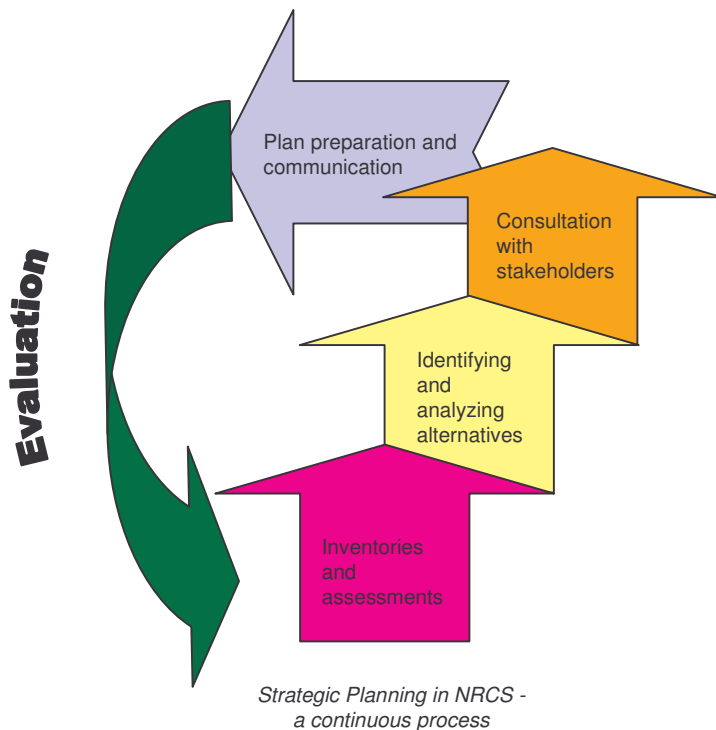 Plan preparation and
communication
Consultation
with
stakeholders
Evaluation
Identifying
and
analyzing
alternatives
Inventories
and
assessments
Strategic Planning in NRCS -
a continuous process